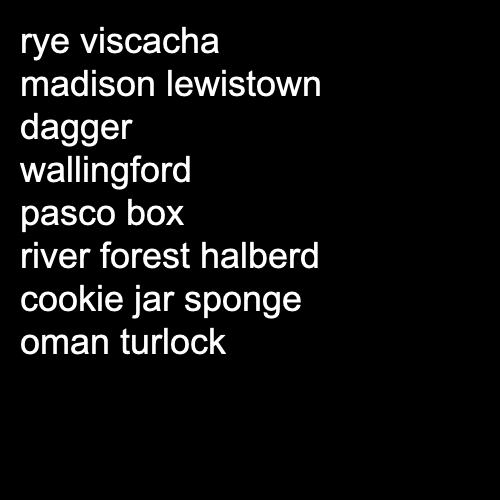 rye viscacha
madison lewistown
dagger
wallingford
pasco box
river forest halberd
cookie jar sponge
oman turlock